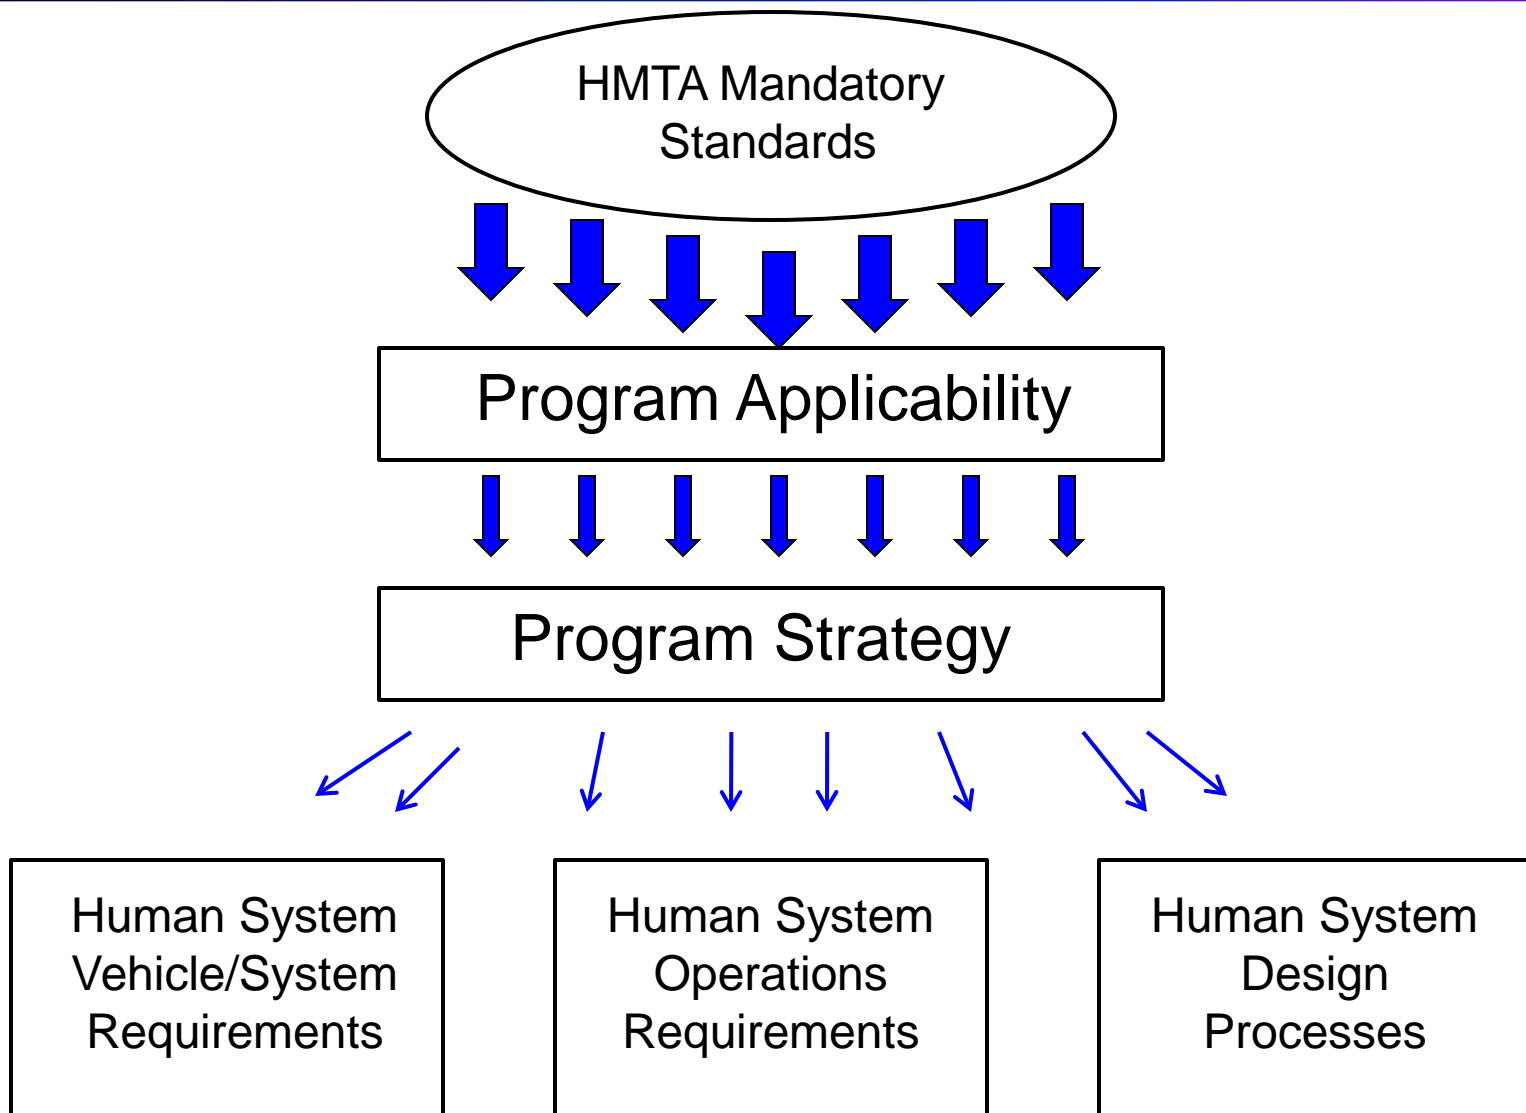 HMTA Mandatory
Standards
Program Applicability
Program Strategy
Human System
Vehicle/System
Requirements
Human System
Operations
Requirements
Human System
Design
Processes